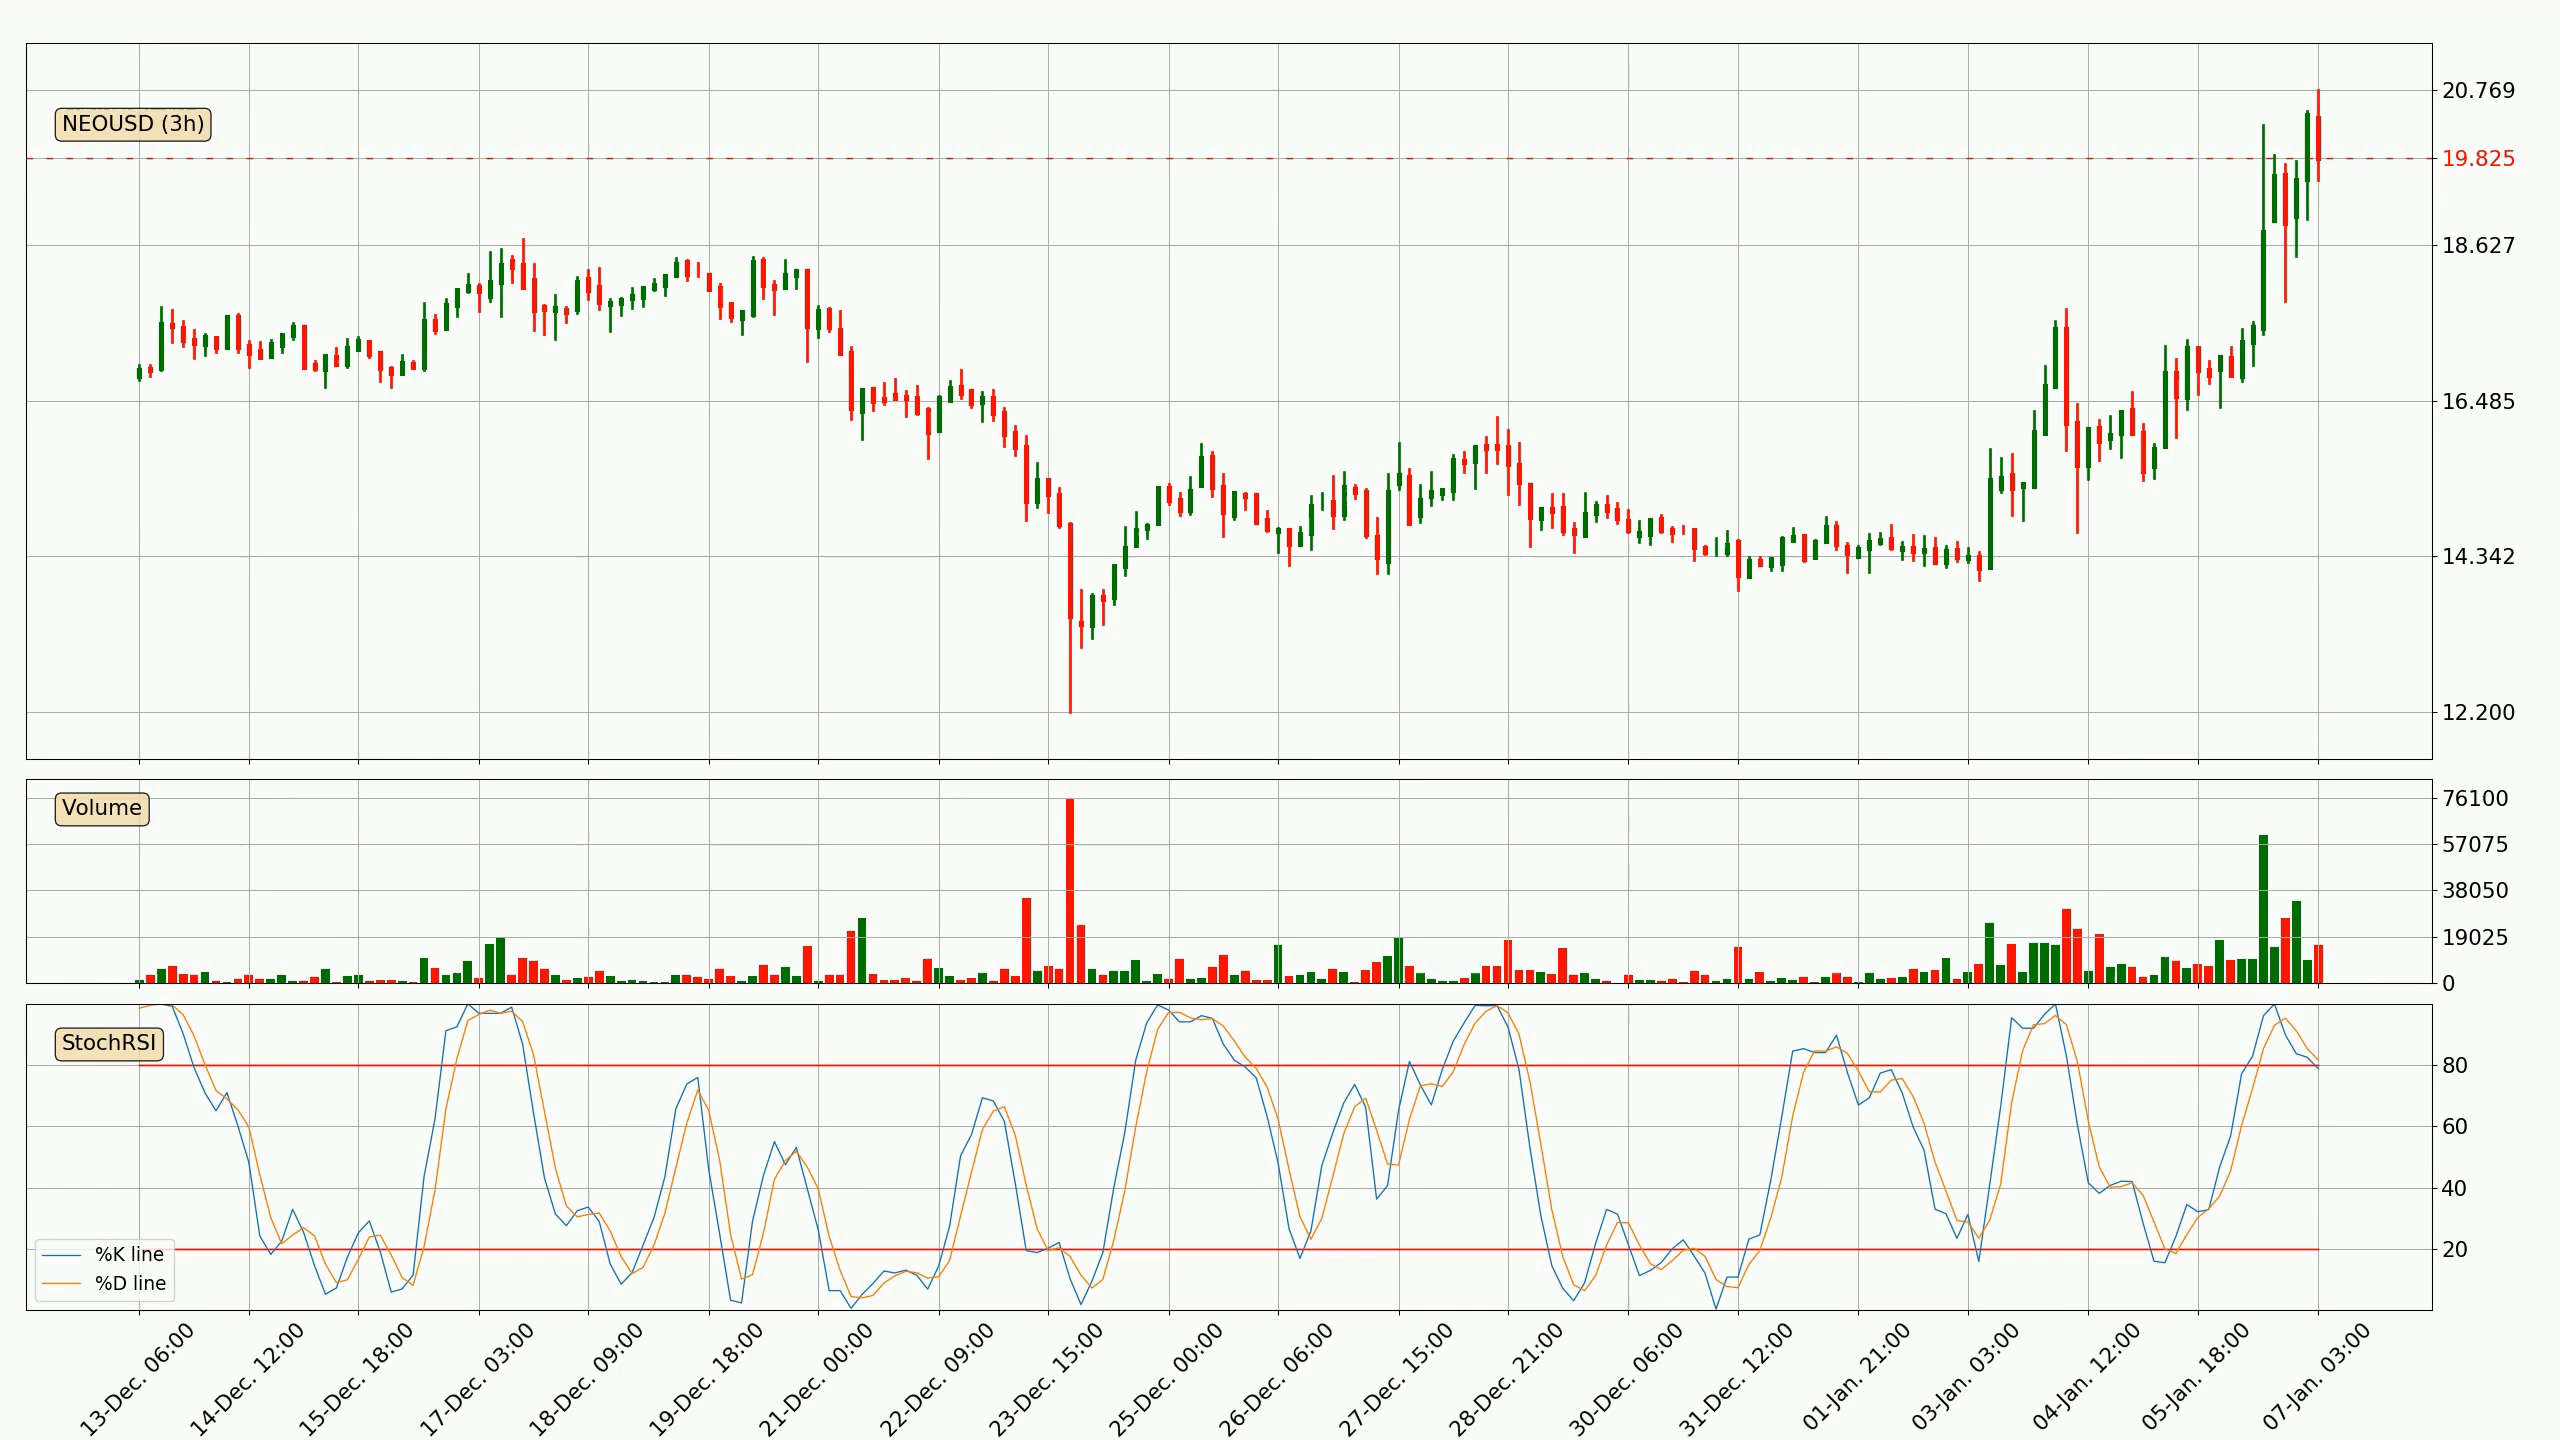 NEOUSD (3h)
20.769
19.825
18.627
16.485
14.342
12.200
Volume
76100
57075
38050
19025
0
StochRSI
80
60
40
20
%K line
%D line
13-Dec. 06:00
14-Dec. 12:00
15-Dec. 18:00
17-Dec. 03:00
18-Dec. 09:00
19-Dec. 18:00
21-Dec. 00:00
22-Dec. 09:00
23-Dec. 15:00
25-Dec. 00:00
26-Dec. 06:00
27-Dec. 15:00
28-Dec. 21:00
30-Dec. 06:00
31-Dec. 12:00
01-Jan. 21:00
03-Jan. 03:00
04-Jan. 12:00
05-Jan. 18:00
07-Jan. 03:00